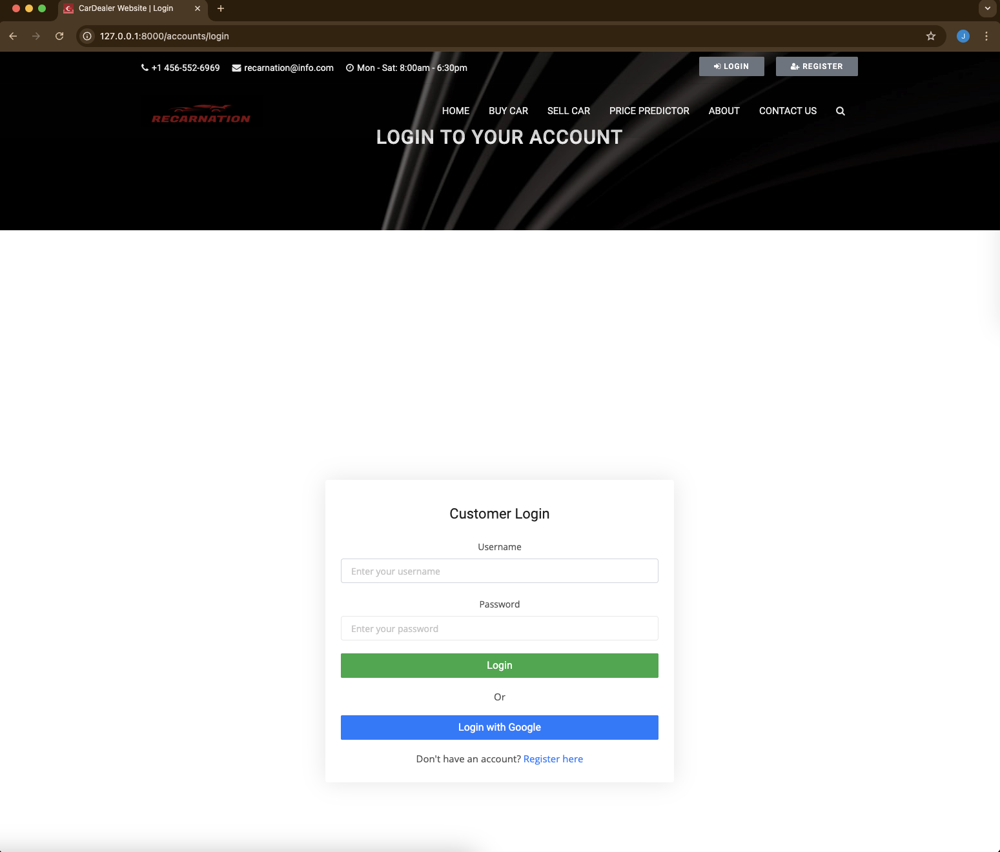 CarDealer Website | Login
127.0.0.1:8000/accounts/login
J
+1 456-552-6969 recarnation@info.com Mon - Sat: 8:00am - 6:30pm LOGIN REGISTER
RECARNATION
HOME BUY CAR SELL CAR PRICE PREDICTOR ABOUT CONTACT US
LOGIN TO YOUR ACCOUNT
Customer Login
Username
Enter your username
Password
Enter your password
Login
Or
Login with Google
Don't have an account? Register here